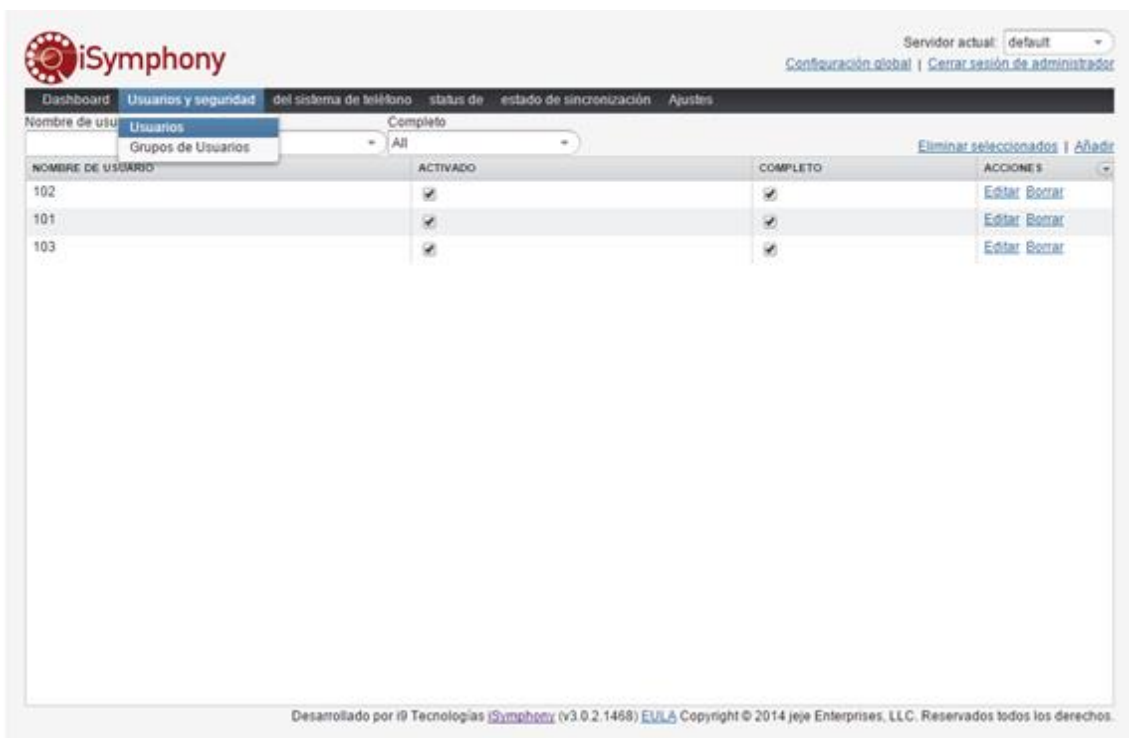 iSymphony
Servidor actual: default
Configuración global | Cerrar sesión de administrador
Dashboard Usuarios y seguridad del sistema de teléfono status de estado de sincronización Ajustes
Nombre de usu Completo
Usuarios
All
Grupos de Usuarios
Eliminar seleccionados | Añadir
NOMBRE DE USUARIO ACTIVADO COMPLETO ACCIONES
102 Editar Borrar
101 Editar Borrar
103 Editar Borrar
Desarrollado por i9 Tecnologías iSymphony (v3.0.2.1468) EULA Copyright © 2014 jeje Enterprises, LLC. Reservados todos los derechos.